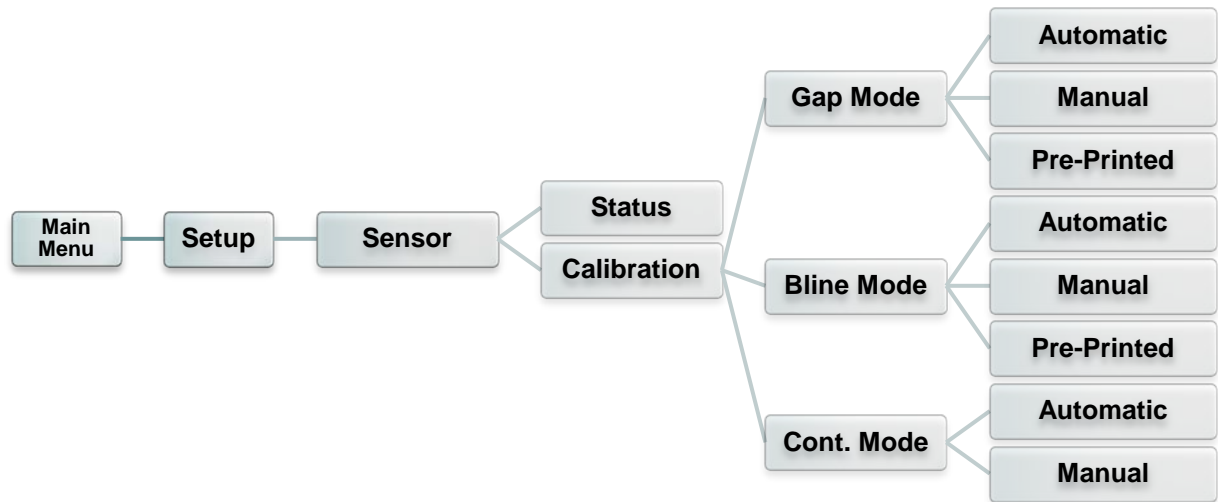 Main
Menu
Setup
Sensor
Status
Calibration
Gap Mode
Automatic
Manual
Pre-Printed
Bline Mode
Automatic
Manual
Pre-Printed
Cont. Mode
Automatic
Manual